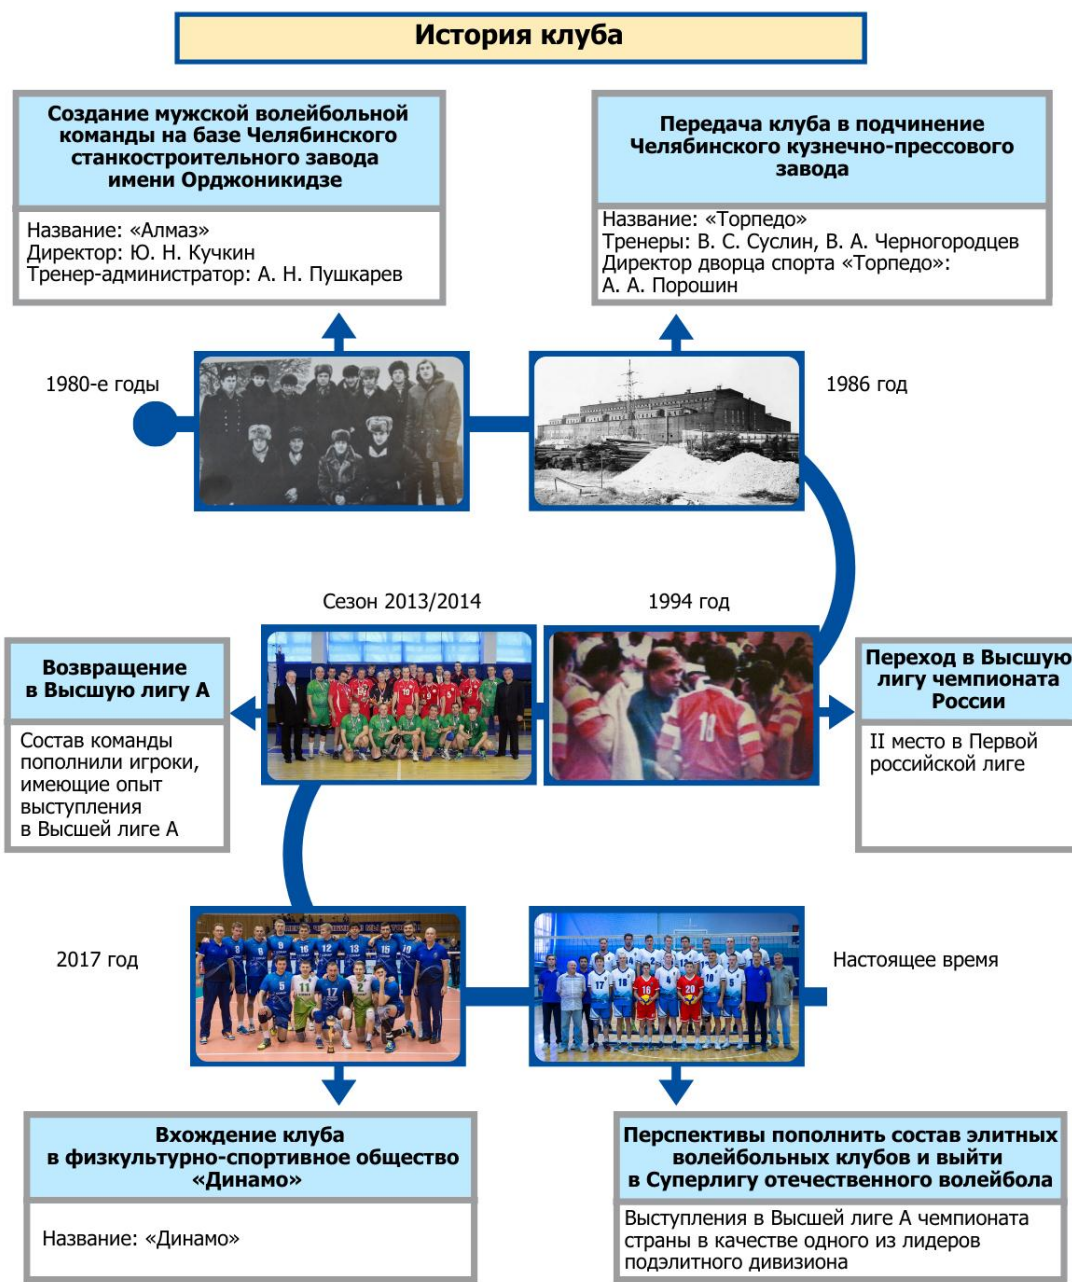 История клуба
Создание мужской волейбольной
команды на базе Челябинского
станкостроительного завода
имени Орджоникидзе
Название: «Алмаз»
Директор: Ю. Н. Кучкин
Тренер-администратор: А. Н. Пушкарев
Передача клуба в подчинение
Челябинского кузнечно-прессового
завода
Название: «Торпедо»
Тренеры: В. С. Суслин, В. А. Черногородцев
Директор дворца спорта «Торпедо»:
А. А. Порошин
1980-е годы
1986 год
Сезон 2013/2014
1994 год
Возвращение
в Высшую лигу А
Состав команды
пополнили игроки,
имеющие опыт
выступления
в Высшей лиге А
Переход в Высшую
лигу чемпионата
России
II место в Первой
российской лиге
18
2017 год
Настоящее время
Вхождение клуба
в физкультурно-спортивное общество
«Динамо»
Название: «Динамо»
Перспективы пополнить состав элитных
волейбольных клубов и выйти
в Суперлигу отечественного волейбола
Выступления в Высшей лиге А чемпионата
страны в качестве одного из лидеров
подэлитного дивизиона